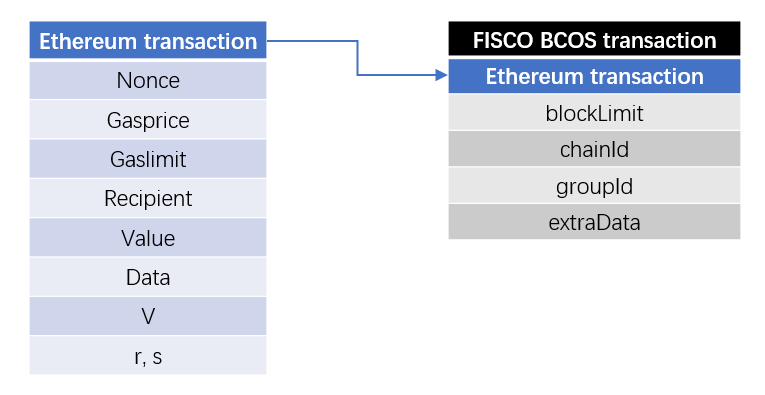 Ethereum transaction
Nonce
Gasprice
Gaslimit
Recipient
Value
Data
V
r, s
FISCO BCOS transaction
Ethereum transaction
blockLimit
chainId
groupId
extraData